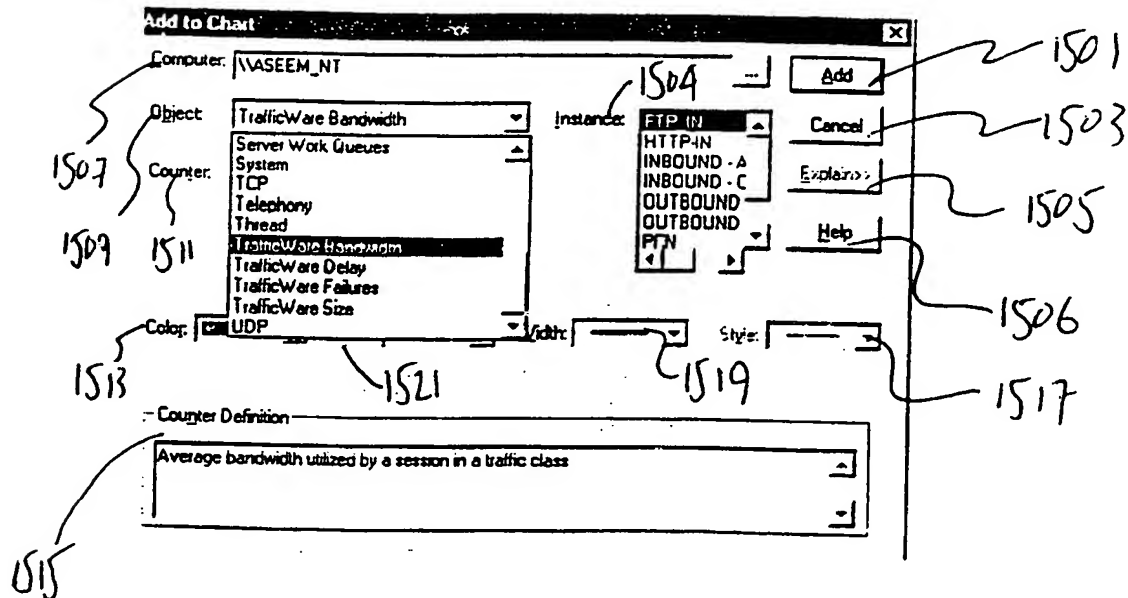 Add to Chart
1501
Computer: \\ASEEM_NT
...
Add
1504
Object: TrafficWare Bandwidth
Instance: FTP-IN
Cancel
1503
Server Work Queues
HTTP-IN
System
INBOUND - A
1507
Counter:
TCP
INBOUND - C
Explain>>
Telephony
OUTBOUND
1505
Thread
OUTBOUND
1509
1511
TrafficWare Bandwidth
Help
TrafficWare Delay
TrafficWare Failures
TrafficWare Size
1506
Color:
UDP
Width:
Style:
1513
1521
1519
1517
Counter Definition
Average bandwidth utilized by a session in a traffic class
1515